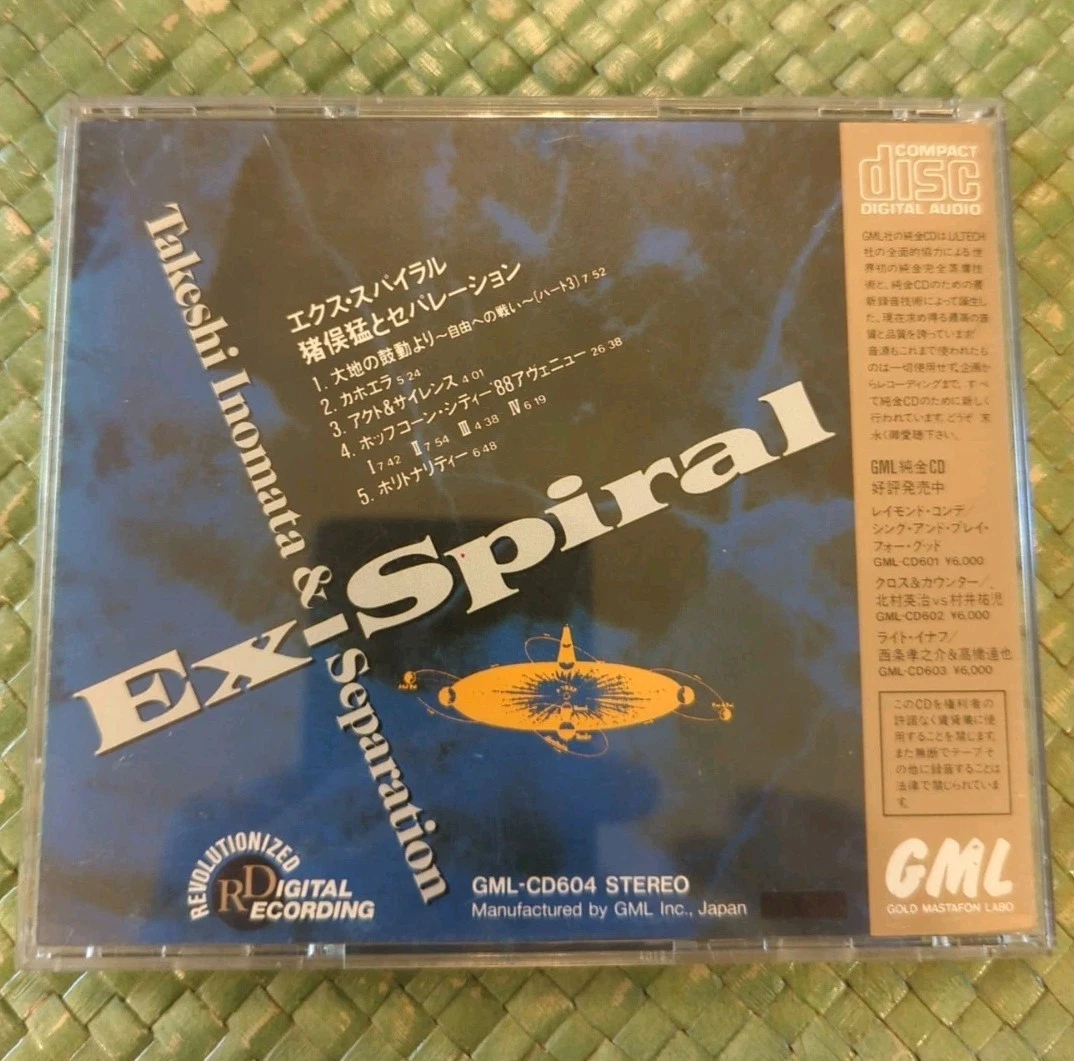 Takeshi Inomata & Separation
エクス・スパイラル
猪俣猛とセパレーション
1. 大地の鼓動より〜自由への戦い〜(パート3) 7 52
2. カホエラ 5 24
3. アクト&サイレンス 4 01
4. ホップコーン・シティー'88アヴェニュー 26 38
I 7 42 II 7 54 III 4 38 IV 6 19
5. ホリトナリティー 6 48
Ex-Spiral
REVOLUTIONIZED
DIGITAL
RECORDING
GML-CD604 STEREO
Manufactured by GML Inc., Japan
COMPACT
disc
DIGITAL AUDIO
GML社の純金CDは、ULTECH
社の全面的協力による世
界初の純金完全蒸着技
術と、純金CDのための最
新録音技術によって誕生し
た、現在求め得る最高の音
質と品質を誇っています。
音源もこれまで使われたも
のは一切使用せず、企画か
らレコーディングまで、すべ
て純金CDのために新しく
行われています。どうぞ 末
永く御愛聴下さい。
GML純金CD
好評発売中
レイモンド・コンデ/
シング・アンド・プレイ・
フォー・グッド
GML-CD601 ¥6,000
クロス&カウンター/
北村英治vs村井祐児
GML-CD602 ¥6,000
ライト・イナフ/
西条孝之介&高橋達也
GML-CD603 ¥6,000
このCDを権利者の
許諾なく賃貸業に使
用することを禁じます。
また無断でテープそ
の他に録音することは
法律で禁じられていま
す。
GML
GOLD MASTAFON LABO